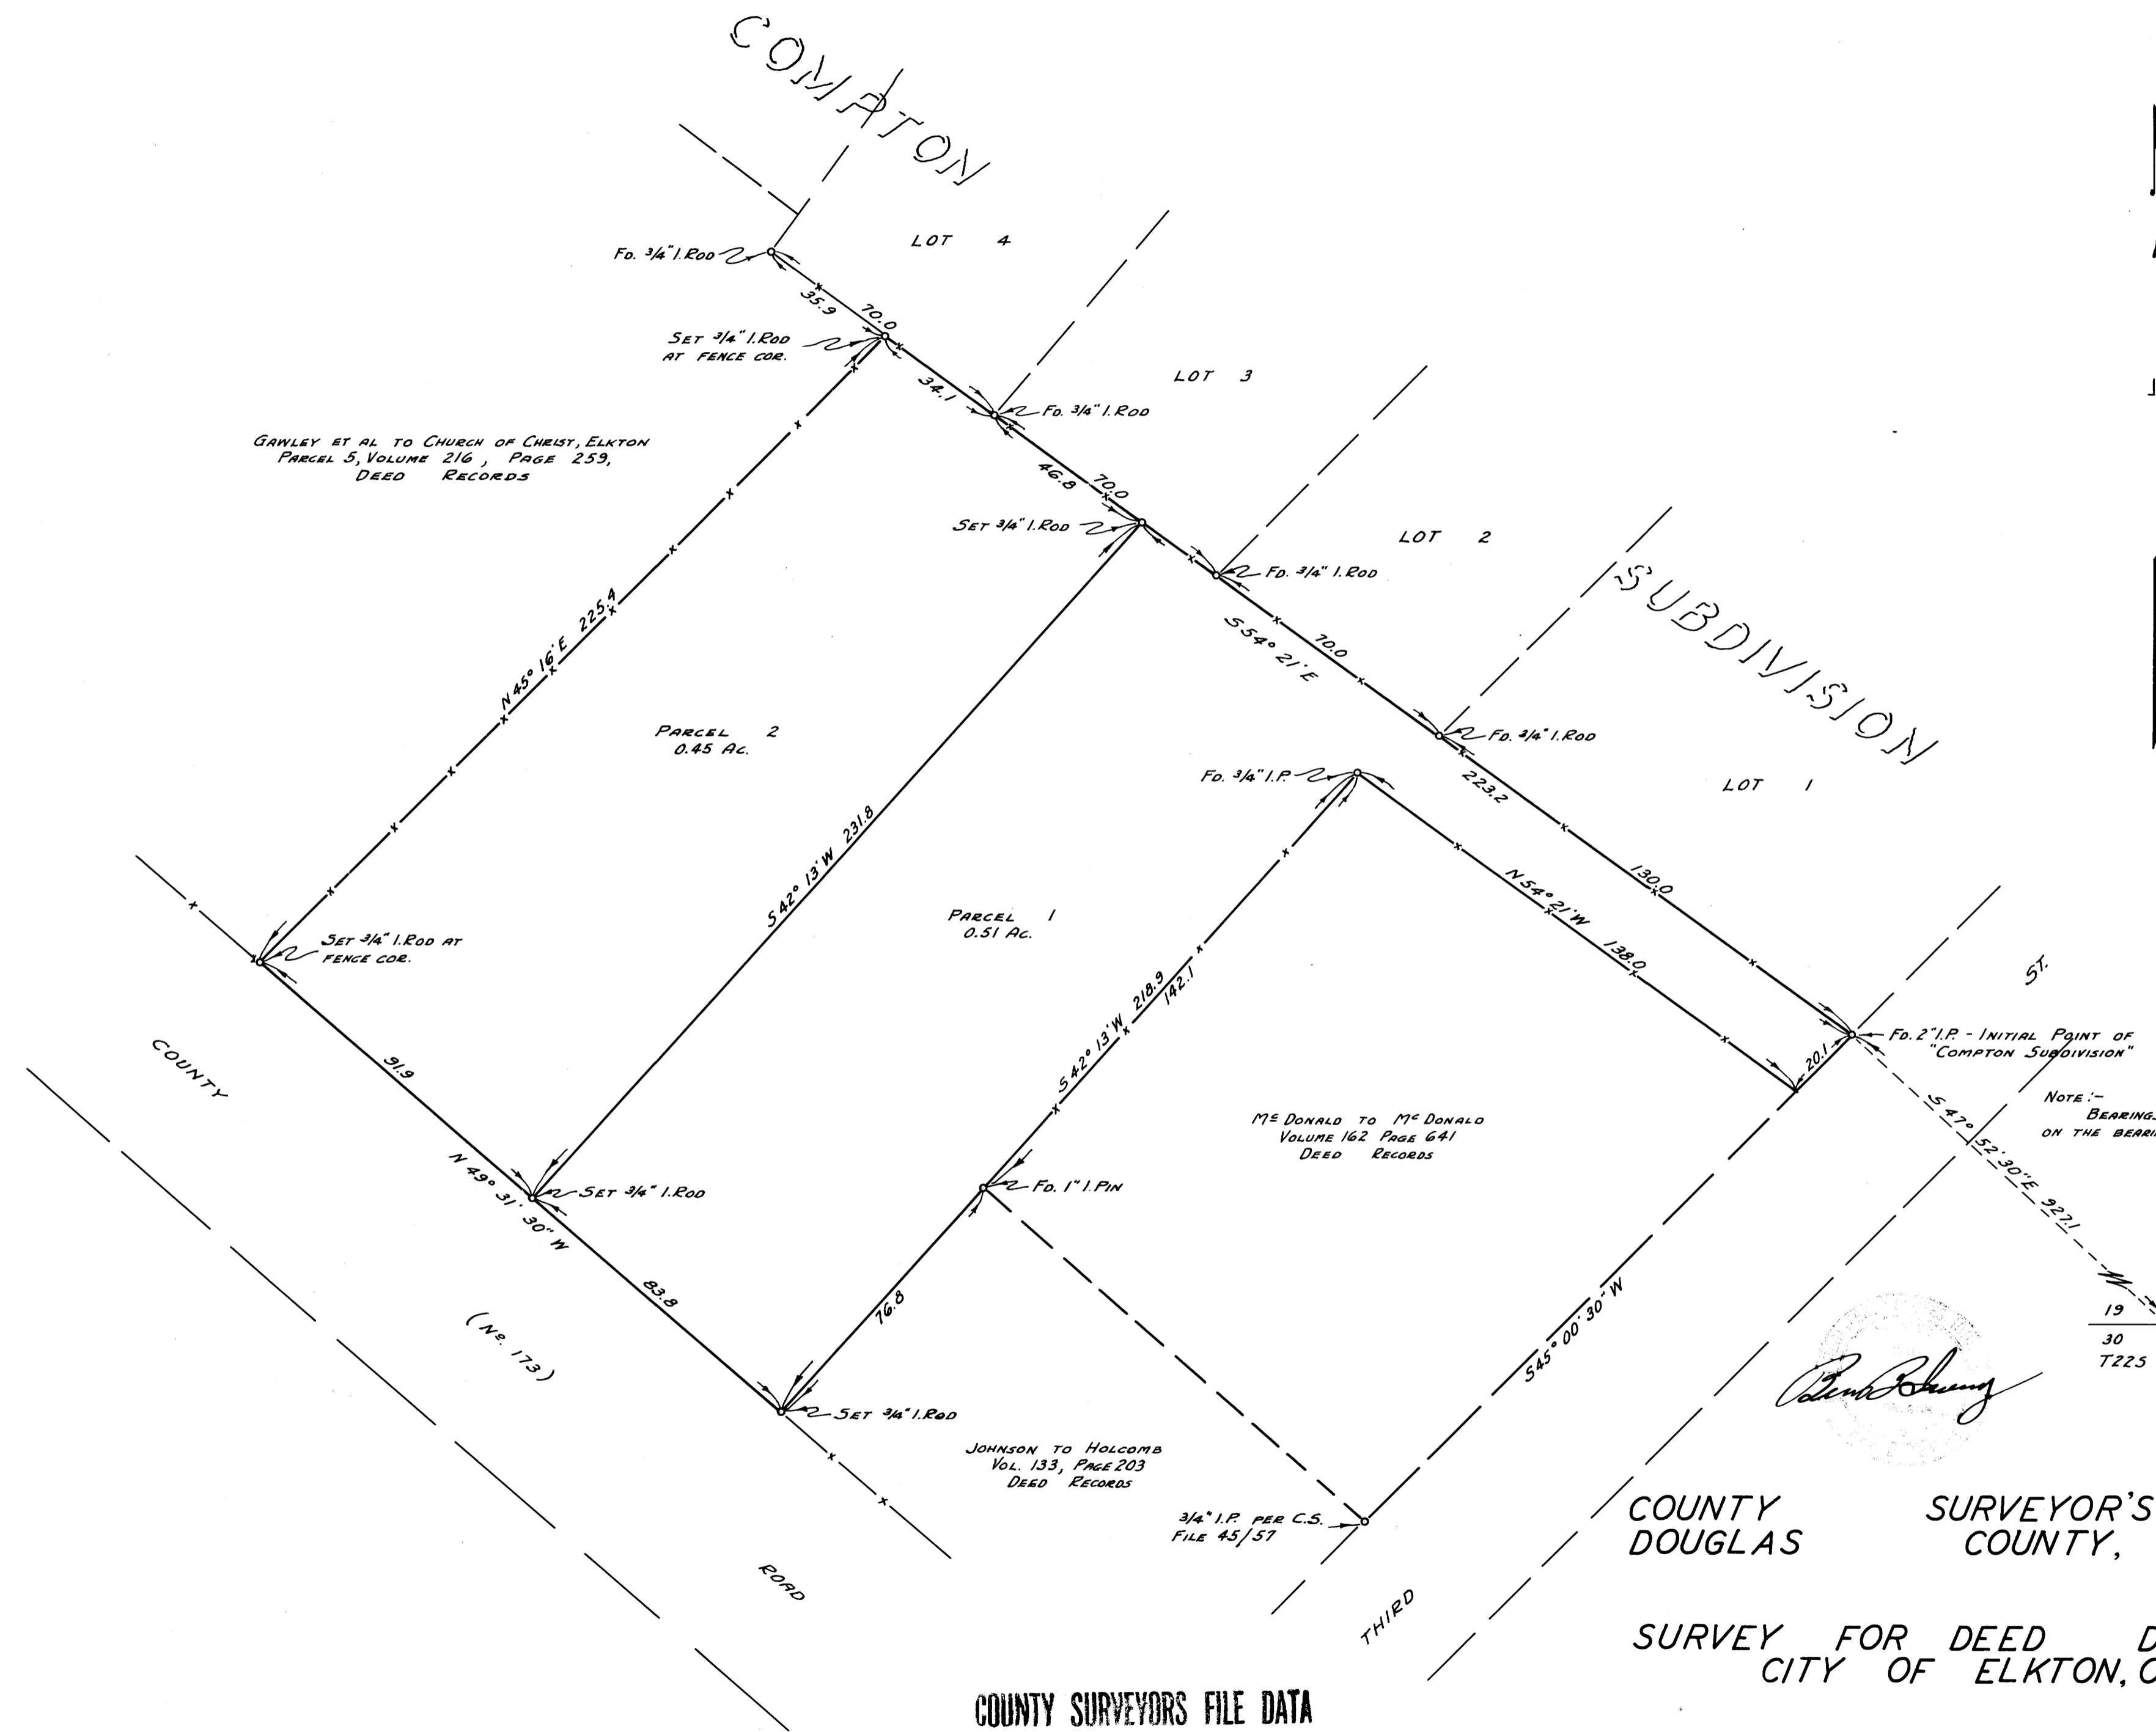 COMPTON
LOT 4
FD. 3/4" I.ROD
35.9
70.0
SET 3/4" I.ROD
AT FENCE COR.
34.1
LOT 3
FD. 3/4" I.ROD
GAWLEY ET AL TO CHURCH OF CHRIST, ELKTON
PARCEL 5, VOLUME 216, PAGE 259,
DEED RECORDS
46.8
70.0
SET 3/4" I.ROD
LOT 2
FD. 3/4" I.ROD
SUBDIVISION
S 54° 21' E
70.0
N 45° 16' E 225.4
PARCEL 2
0.45 AC.
FD. 3/4" I.ROD
FD. 3/4" I.P.
223.2
LOT 1
S 42° 13' W 231.8
130.0
N 54° 21' W 138.0
PARCEL 1
0.51 AC.
SET 3/4" I.ROD AT
FENCE COR.
ST.
S 42° 13' W 218.9
142.1
20.1
FD. 2" I.P. - INITIAL POINT OF
"COMPTON SUBDIVISION"
COUNTY
91.9
NOTE:-
BEARING
ON THE BEARI
S 47° 52' 30" E 927.1
Mc DONALD TO Mc DONALD
VOLUME 162 PAGE 641
DEED RECORDS
N 49° 31' 30" W
SET 3/4" I.ROD
FD. 1" I.PIN
83.8
76.8
(No. 173)
S 45° 00' 30" W
19
30
T22S
SET 3/4" I.ROD
JOHNSON TO HOLCOMB
VOL. 133, PAGE 203
DEED RECORDS
3/4" I.P. PER C.S.
FILE 45/57
COUNTY SURVEYOR'S
DOUGLAS COUNTY,
ROAD
THIRD
SURVEY FOR DEED D
CITY OF ELKTON, O
COUNTY SURVEYORS FILE DATA